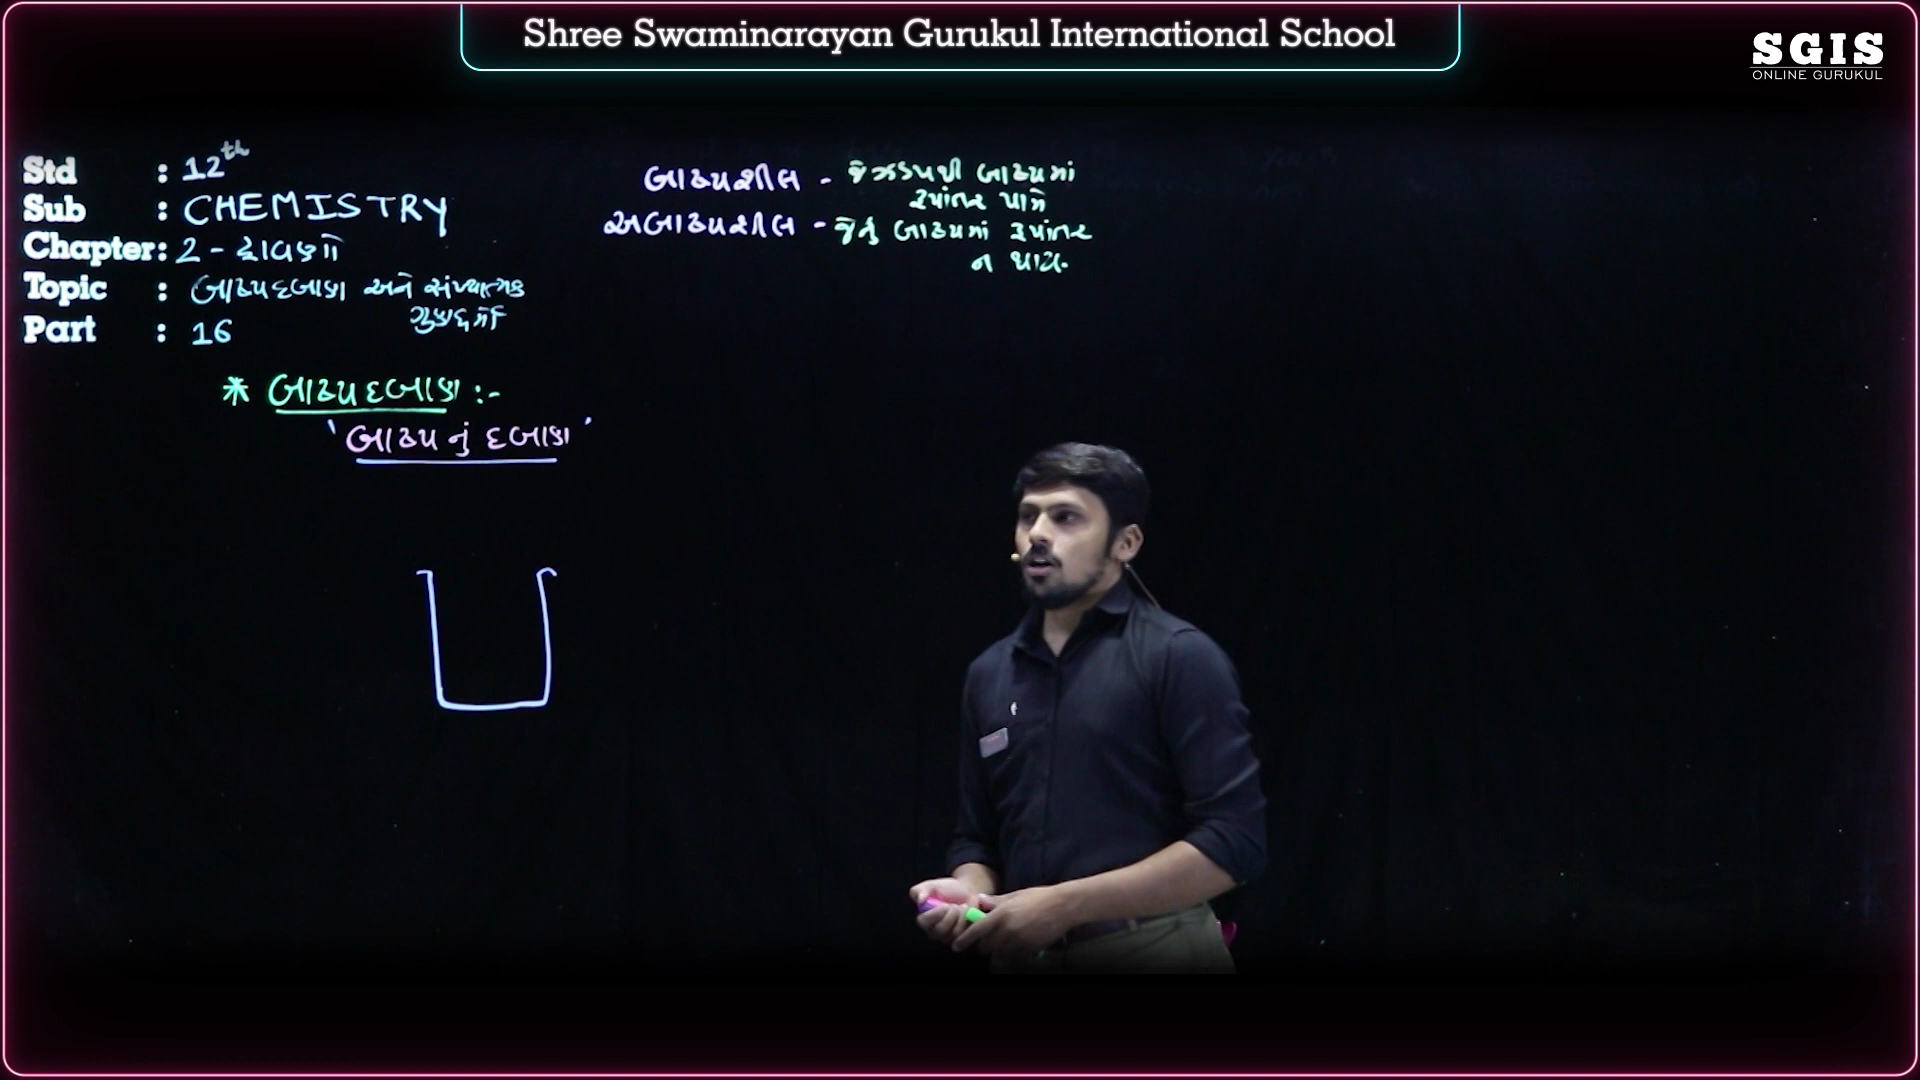 Shree Swaminarayan Gurukul International School
SGIS
ONLINE GURUKUL
Std : 12th
Sub : CHEMISTRY
Chapter: 2 - દ્રાવણો
Topic : બાષ્પદબાણ અને સંખ્યાત્મક
ગુણધર્મો
Part : 16
બાષ્પશીલ - જે ઝડપથી બાષ્પમાં
રૂપાંતર પામે
અબાષ્પશીલ - જેનું બાષ્પમાં રૂપાંતર
ન થાય.
* બાષ્પદબાણ :-
'બાષ્પ નું દબાણ'